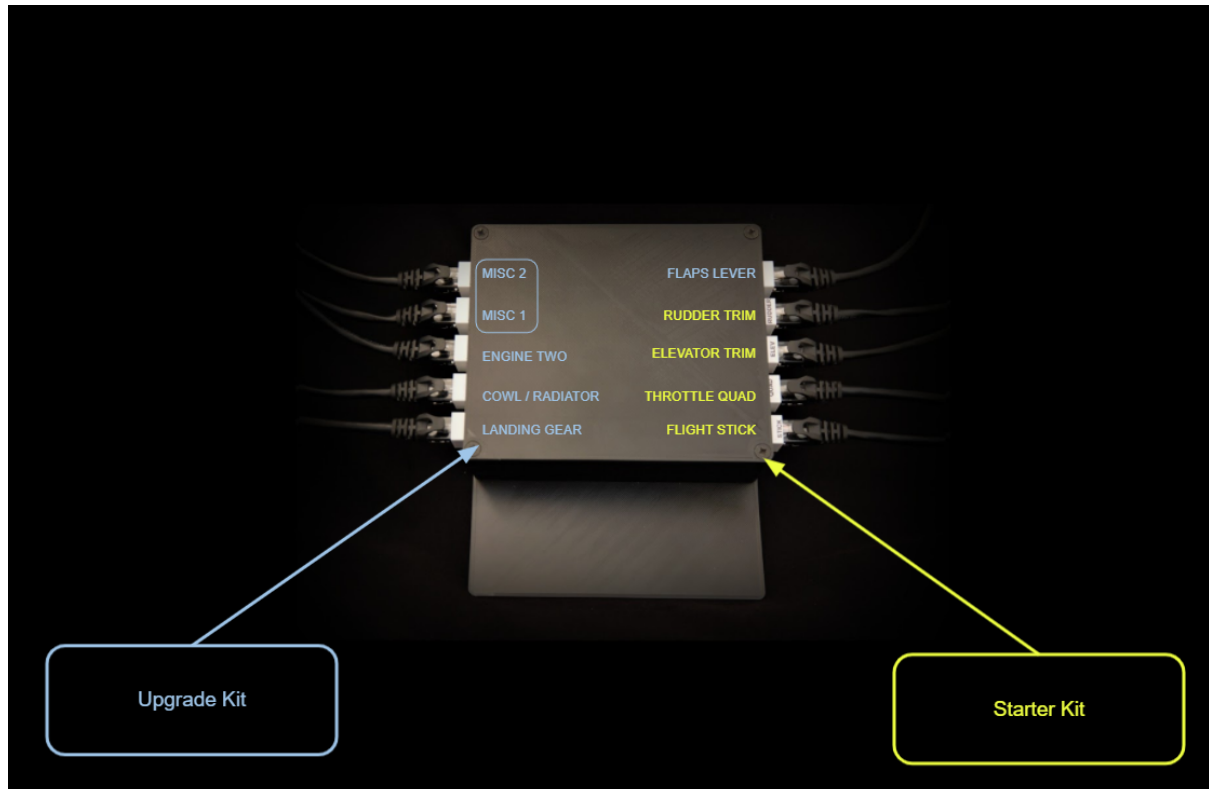 MISC 2
MISC 1
ENGINE TWO
COWL / RADIATOR
LANDING GEAR
FLAPS LEVER
RUDDER TRIM
ELEVATOR TRIM
THROTTLE QUAD
FLIGHT STICK
STICK
Upgrade Kit
Starter Kit